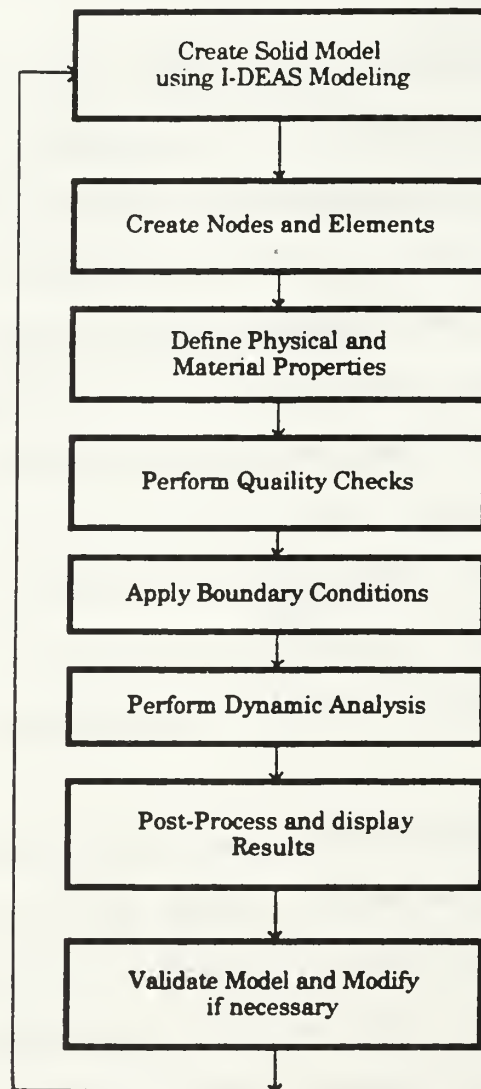 Create Solid Model
using I-DEAS Modeling
Create Nodes and Elements
Define Physical and
Material Properties
Perform Quaility Checks
Apply Boundary Conditions
Perform Dynamic Analysis
Post-Process and display
Results
Validate Model and Modify
if necessary